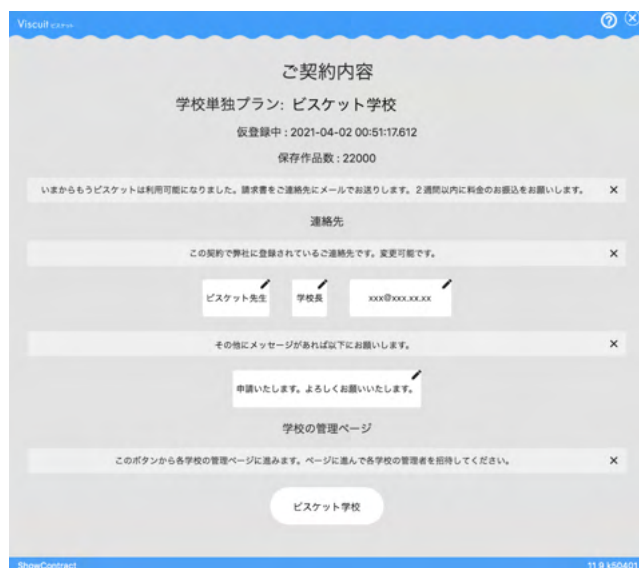 Viscuit ビスケット
ご契約内容
学校単独プラン: ビスケット学校
仮登録中 : 2021-04-02 00:51:17.612
保存作品数 : 22000
いまからもうビスケットは利用可能になりました。請求書をご連絡先にメールでお送りします。２週間以内に料金のお振込をお願いします。
連絡先
この契約で弊社に登録されているご連絡先です。変更可能です。
ビスケット先生 学校長 xxx@xxx.xx.xx
その他にメッセージがあれば以下にお願いします。
申請いたします。よろしくお願いいたします。
学校の管理ページ
このボタンから各学校の管理ページに進みます。ページに進んで各学校の管理者を招待してください。
ビスケット学校
ShowContract 11.9 k50401